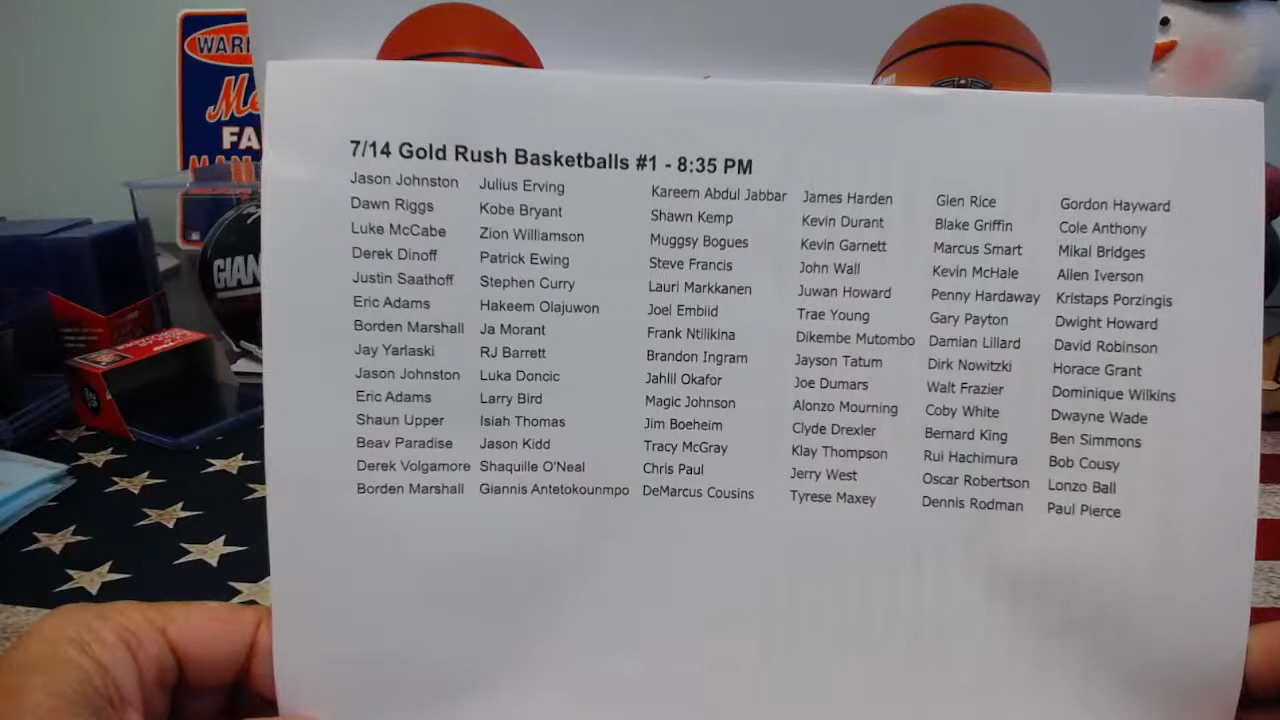 WARN
Me
FA
MAN CA
GIAN
7/14 Gold Rush Basketballs #1 - 8:35 PM
Jason Johnston Julius Erving Kareem Abdul Jabbar James Harden Glen Rice Gordon Hayward
Dawn Riggs Kobe Bryant Shawn Kemp Kevin Durant Blake Griffin Cole Anthony
Luke McCabe Zion Williamson Muggsy Bogues Kevin Garnett Marcus Smart Mikal Bridges
Derek Dinoff Patrick Ewing Steve Francis John Wall Kevin McHale Allen Iverson
Justin Saathoff Stephen Curry Lauri Markkanen Juwan Howard Penny Hardaway Kristaps Porzingis
Eric Adams Hakeem Olajuwon Joel Embiid Trae Young Gary Payton Dwight Howard
Borden Marshall Ja Morant Frank Ntilikina Dikembe Mutombo Damian Lillard David Robinson
Jay Yarlaski RJ Barrett Brandon Ingram Jayson Tatum Dirk Nowitzki Horace Grant
Jason Johnston Luka Doncic Jahlil Okafor Joe Dumars Walt Frazier Dominique Wilkins
Eric Adams Larry Bird Magic Johnson Alonzo Mourning Coby White Dwayne Wade
Shaun Upper Isiah Thomas Jim Boeheim Clyde Drexler Bernard King Ben Simmons
Beav Paradise Jason Kidd Tracy McGray Klay Thompson Rui Hachimura Bob Cousy
Derek Volgamore Shaquille O'Neal Chris Paul Jerry West Oscar Robertson Lonzo Ball
Borden Marshall Giannis Antetokounmpo DeMarcus Cousins Tyrese Maxey Dennis Rodman Paul Pierce